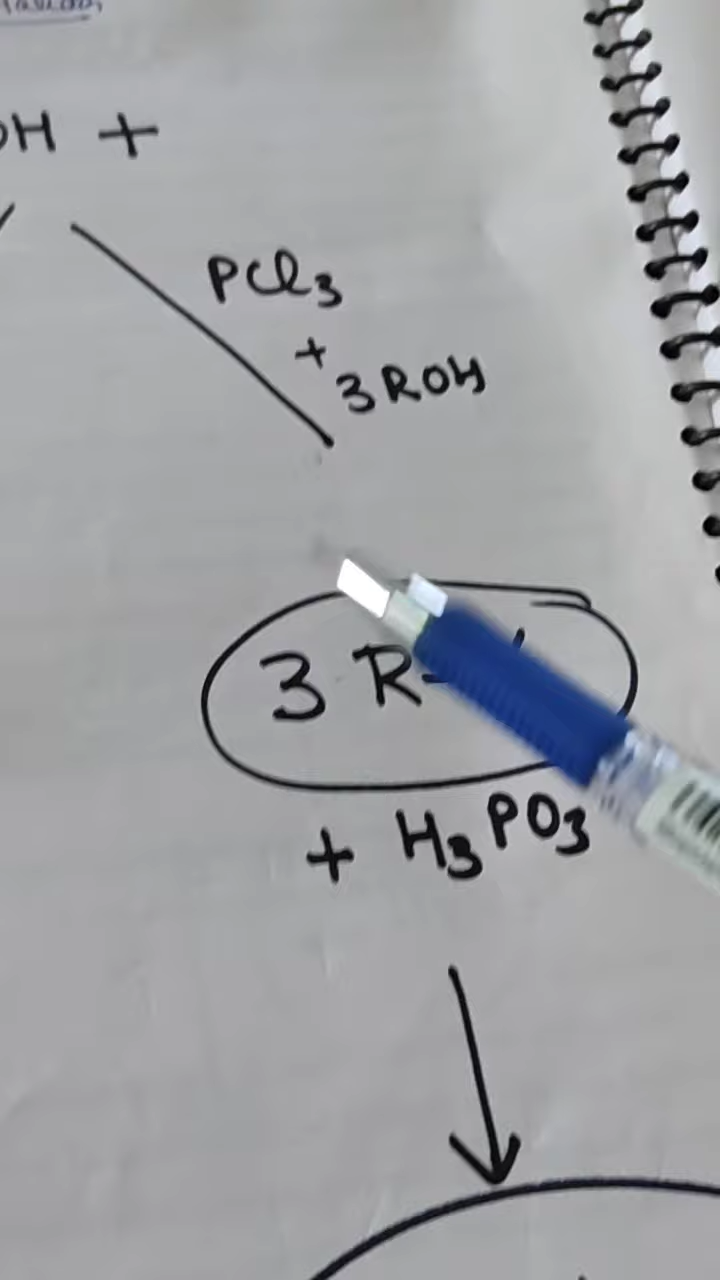 OH +
PCl3
+
3ROH
3 R-
+ H3PO3